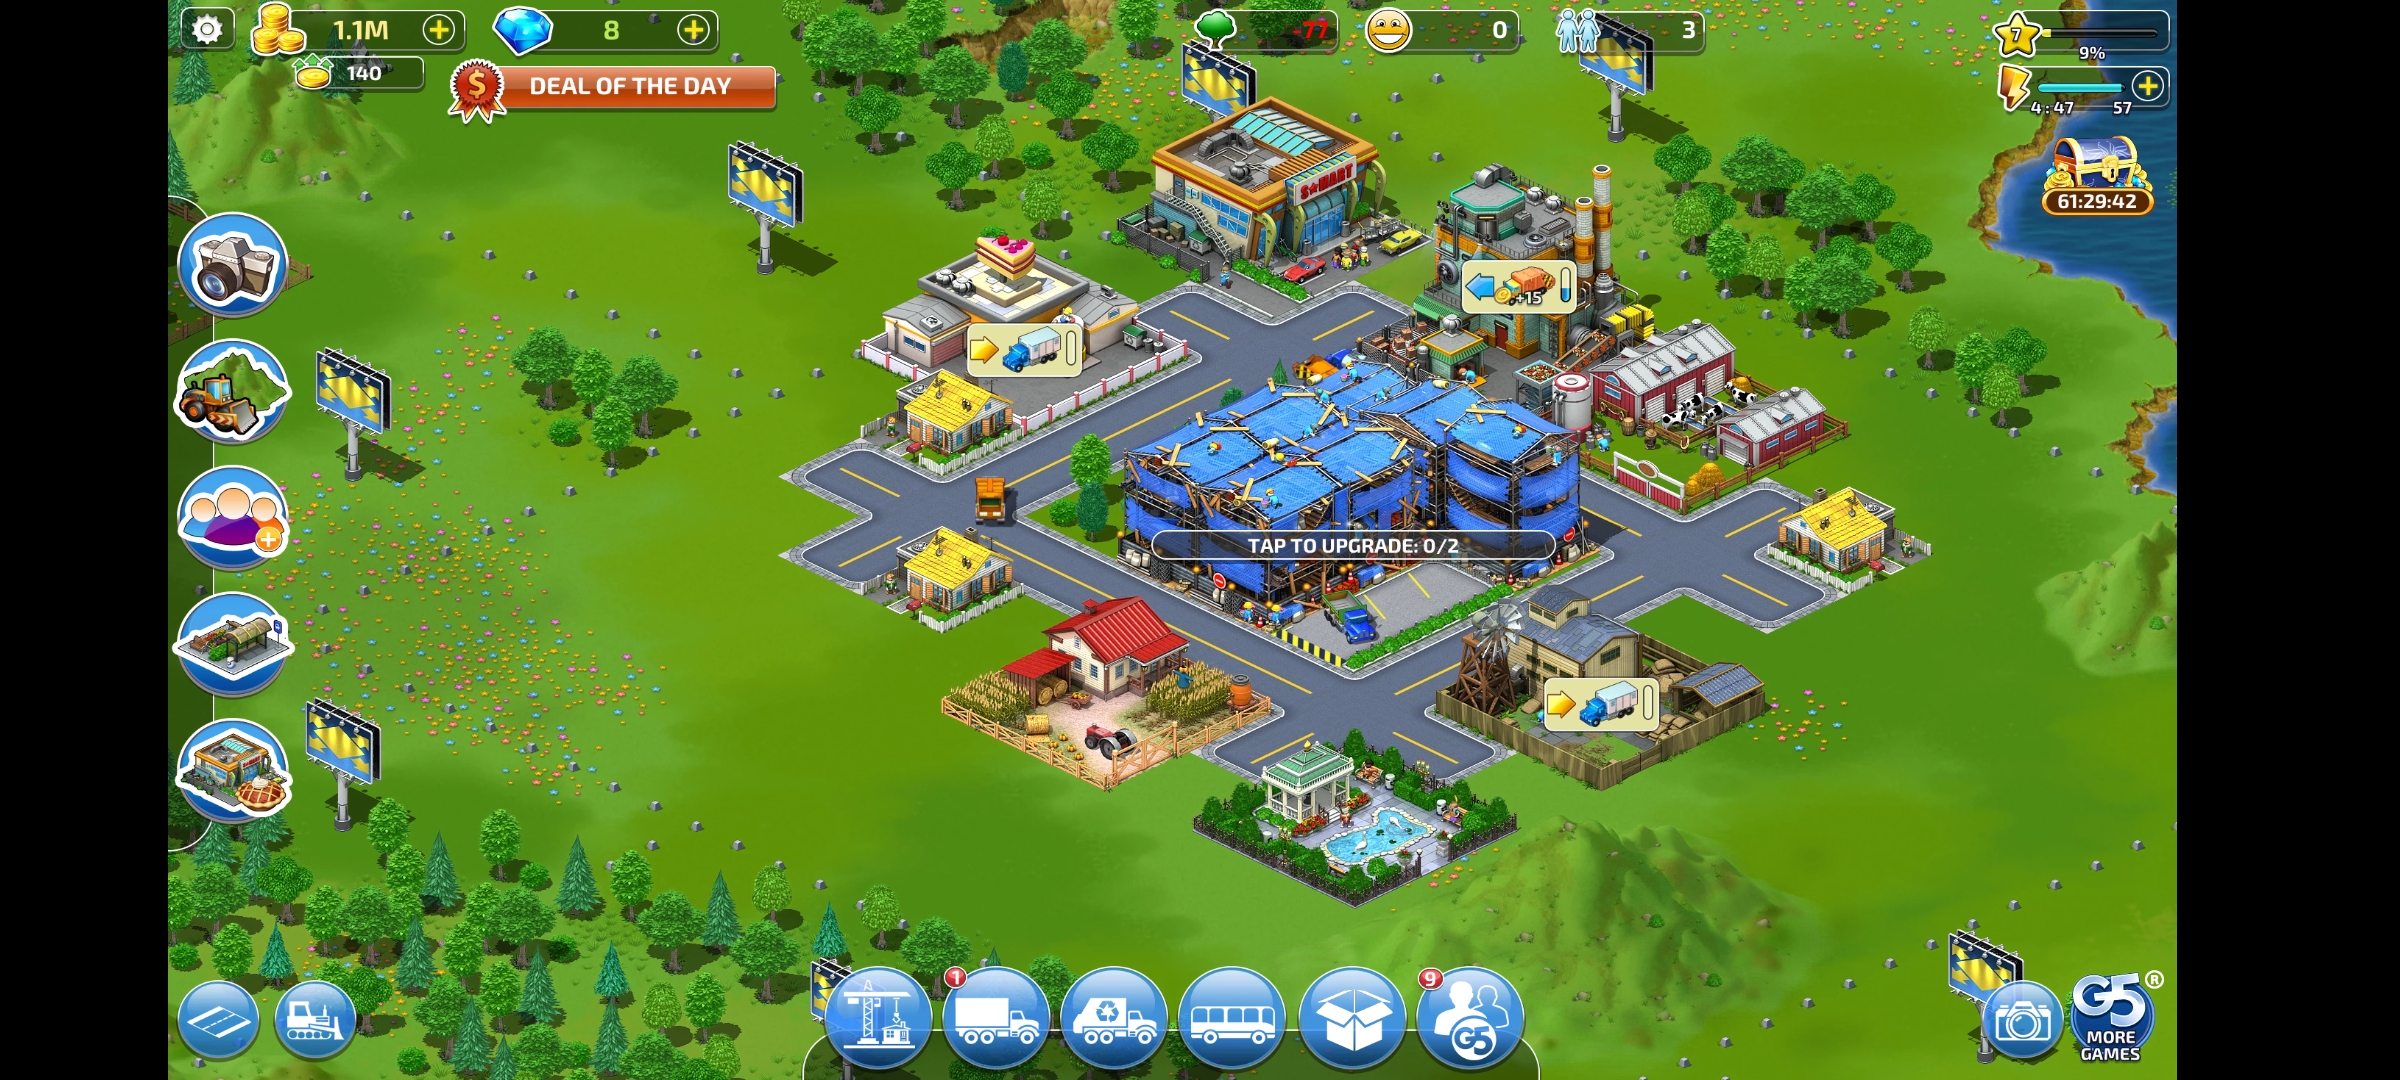 1.1M
8
-77
0
3
7
9%
140
DEAL OF THE DAY
4:47
57
61:29:42
S★MART
+15
TAP TO UPGRADE: 0/2
1
9
G5
G5®
MORE
GAMES